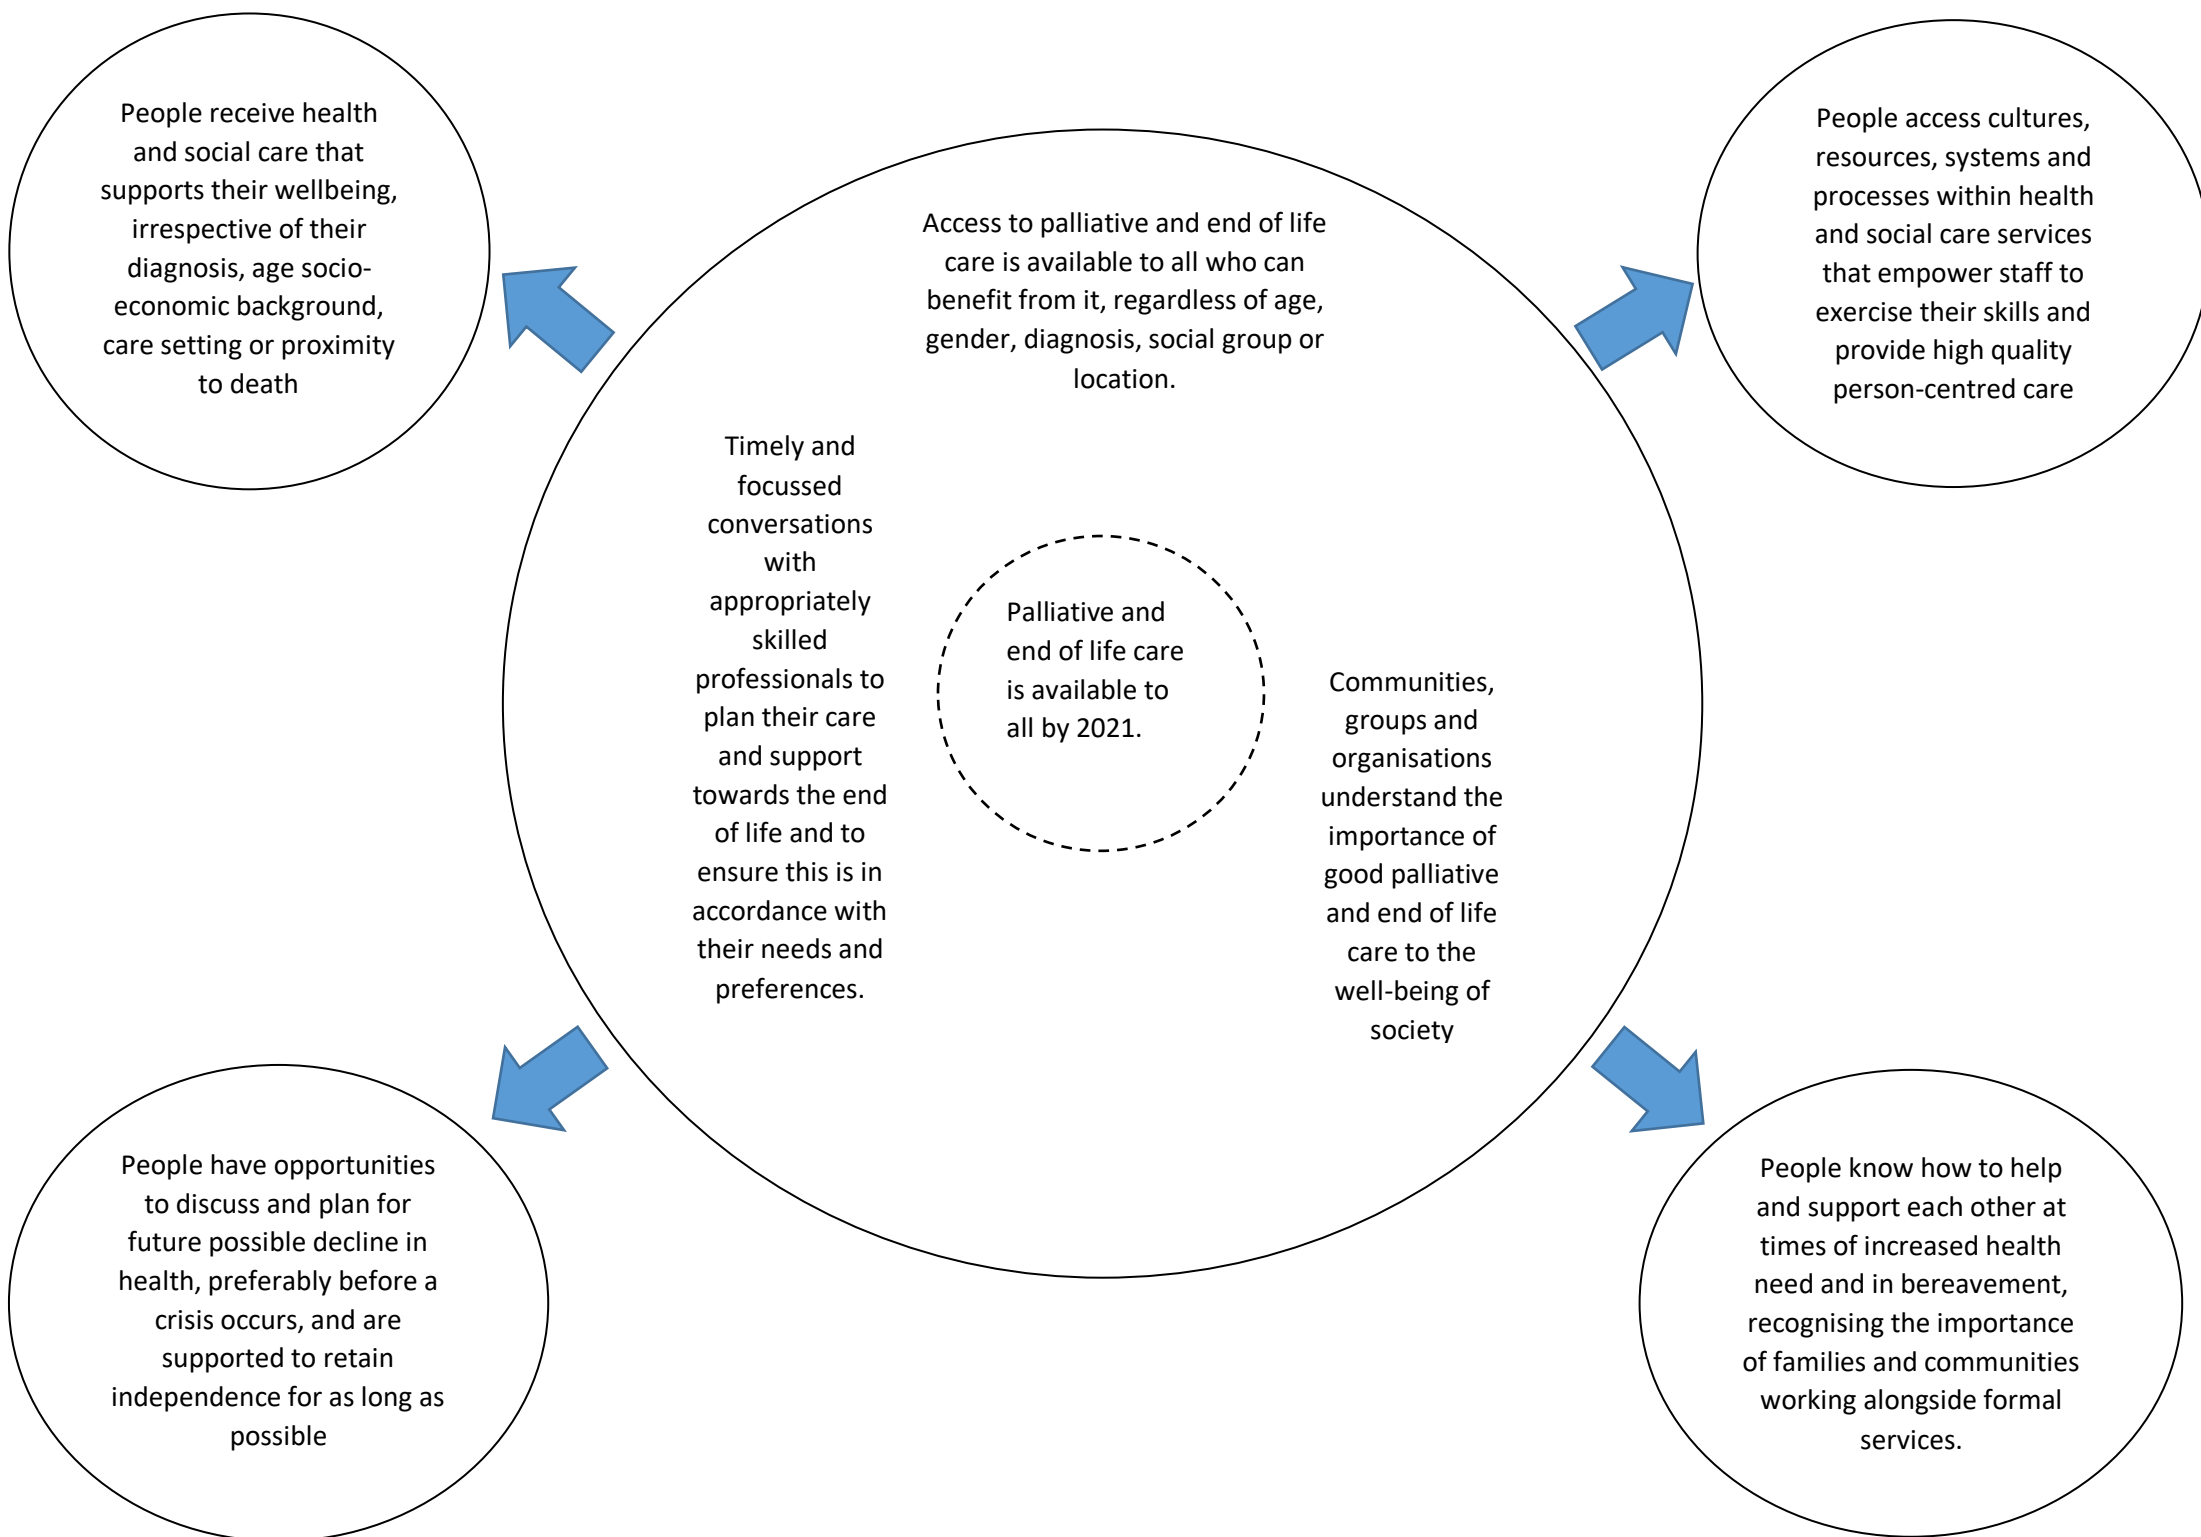 People receive health
and social care that
supports their wellbeing,
irrespective of their
diagnosis, age socio-
economic background,
care setting or proximity
to death
People access cultures,
resources, systems and
processes within health
and social care services
that empower staff to
exercise their skills and
provide high quality
person-centred care
Access to palliative and end of life
care is available to all who can
benefit from it, regardless of age,
gender, diagnosis, social group or
location.
Timely and
focussed
conversations
with
appropriately
skilled
professionals to
plan their care
and support
towards the end
of life and to
ensure this is in
accordance with
their needs and
preferences.
Palliative and
end of life care
is available to
all by 2021.
Communities,
groups and
organisations
understand the
importance of
good palliative
and end of life
care to the
well-being of
society
People have opportunities
to discuss and plan for
future possible decline in
health, preferably before a
crisis occurs, and are
supported to retain
independence for as long as
possible
People know how to help
and support each other at
times of increased health
need and in bereavement,
recognising the importance
of families and communities
working alongside formal
services.